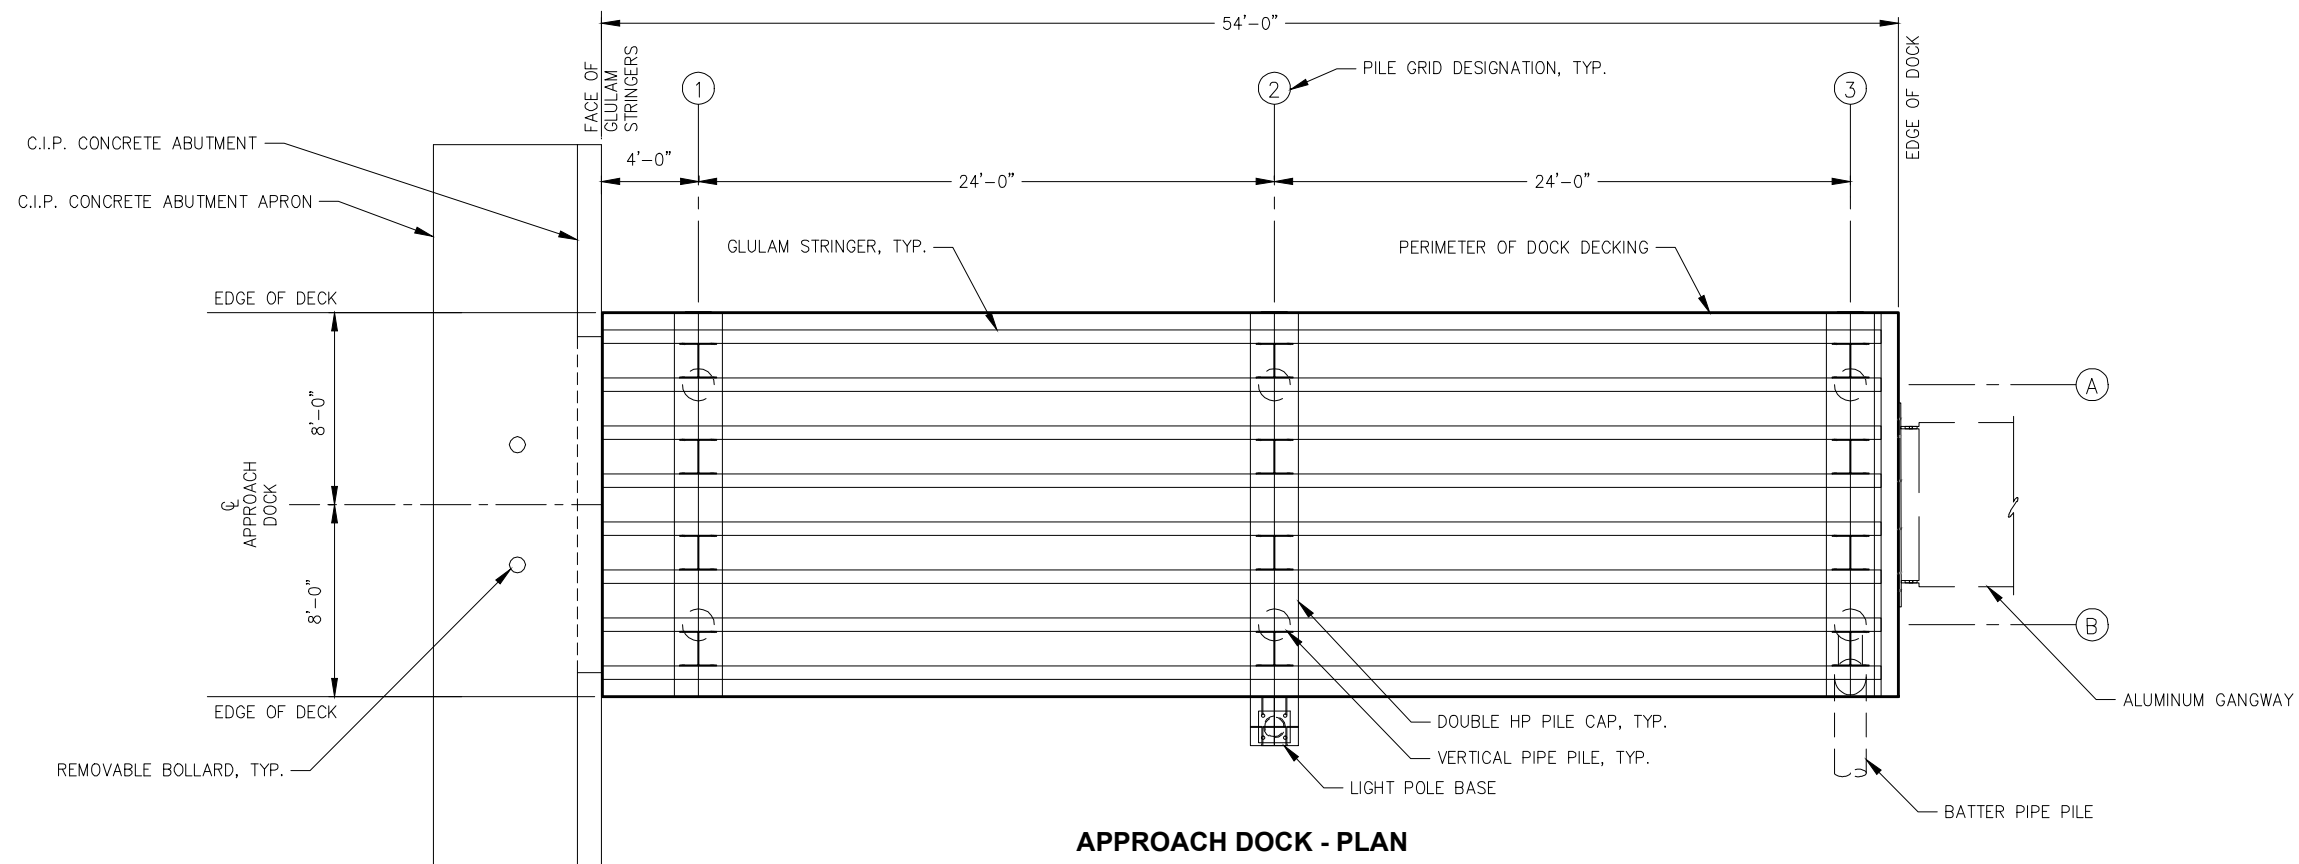 54'-0"
FACE OF
GLULAM
STRINGERS
EDGE OF DOCK
1
2
3
PILE GRID DESIGNATION, TYP.
C.I.P. CONCRETE ABUTMENT
4'-0"
24'-0"
24'-0"
C.I.P. CONCRETE ABUTMENT APRON
GLULAM STRINGER, TYP.
PERIMETER OF DOCK DECKING
EDGE OF DECK
8'-0"
A
℄
APPROACH
DOCK
8'-0"
B
EDGE OF DECK
ALUMINUM GANGWAY
DOUBLE HP PILE CAP, TYP.
VERTICAL PIPE PILE, TYP.
REMOVABLE BOLLARD, TYP.
LIGHT POLE BASE
BATTER PIPE PILE
APPROACH DOCK - PLAN